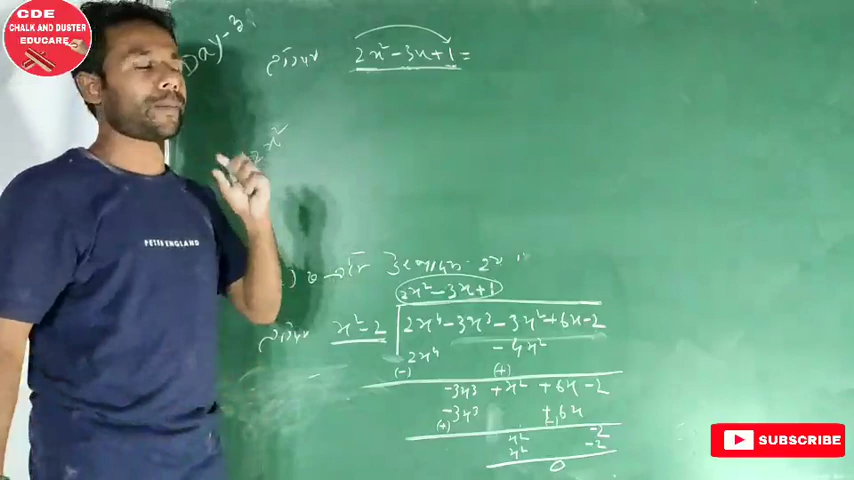 CDE
CHALK AND DUSTER
EDUCARE
Day-3
2x²-3x+1=
PETER ENGLAND
2x²-3x+1
x²-2 2x⁴-3x³-3x²+6x-2
2x⁴ -4x²
(-) (+)
-3x³ +x² +6x -2
-3x³ +6x
(+) (-)
x² -2
x² -2
0
SUBSCRIBE